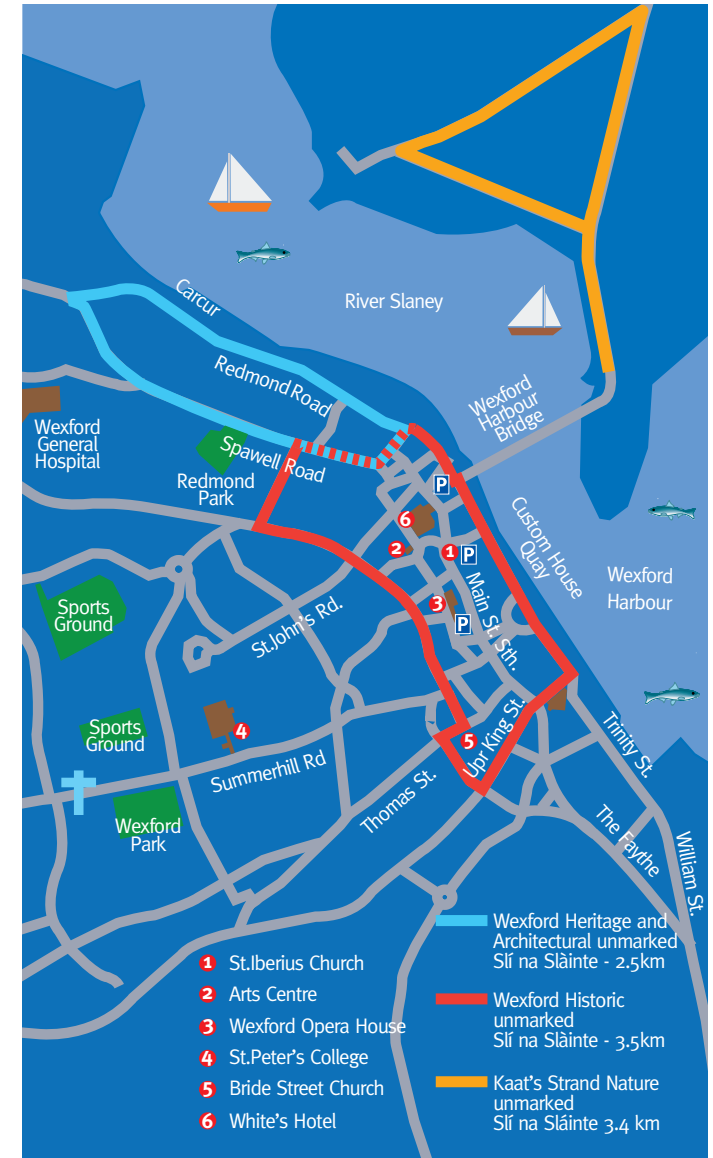 Carcur
River Slaney
Redmond Road
Wexford
Harbour
Bridge
Wexford
General
Hospital
Spawell Road
Redmond
Park
P
6
2
1
P
Custom House
Quay
Wexford
Harbour
Sports
Ground
3
P
Main St. Sth.
St.John's Rd.
4
5
Upr King St.
Trinity St.
Sports
Ground
Summerhill Rd
Thomas St.
Wexford
Park
The Faythe
William St.
1 St.Iberius Church
2 Arts Centre
3 Wexford Opera House
4 St.Peter's College
5 Bride Street Church
6 White's Hotel
Wexford Heritage and
Architectural unmarked
Slí na Slàinte - 2.5km
Wexford Historic
unmarked
Slí na Slàinte - 3.5km
Kaat's Strand Nature
unmarked
Slí na Sláinte 3.4 km